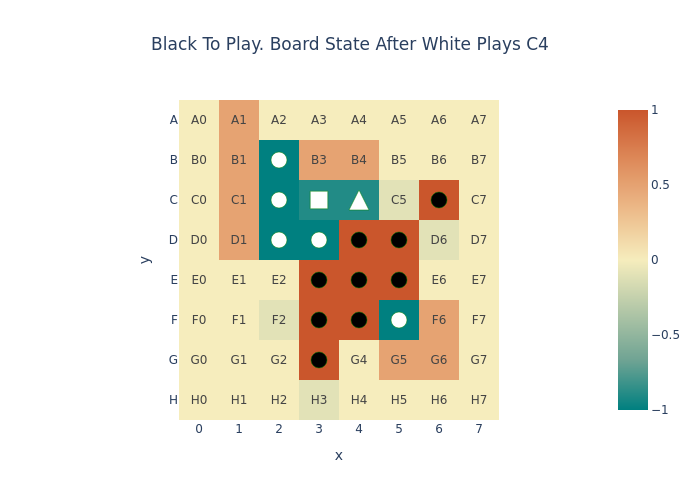 Black To Play. Board State After White Plays C4
A A0 A1 A2 A3 A4 A5 A6 A7
B B0 B1 B3 B4 B5 B6 B7
C C0 C1 C5 C7
D D0 D1 D6 D7
E E0 E1 E2 E6 E7
F F0 F1 F2 F6 F7
G G0 G1 G2 G4 G5 G6 G7
H H0 H1 H2 H3 H4 H5 H6 H7
0 1 2 3 4 5 6 7
x
y
1
0.5
0
−0.5
−1